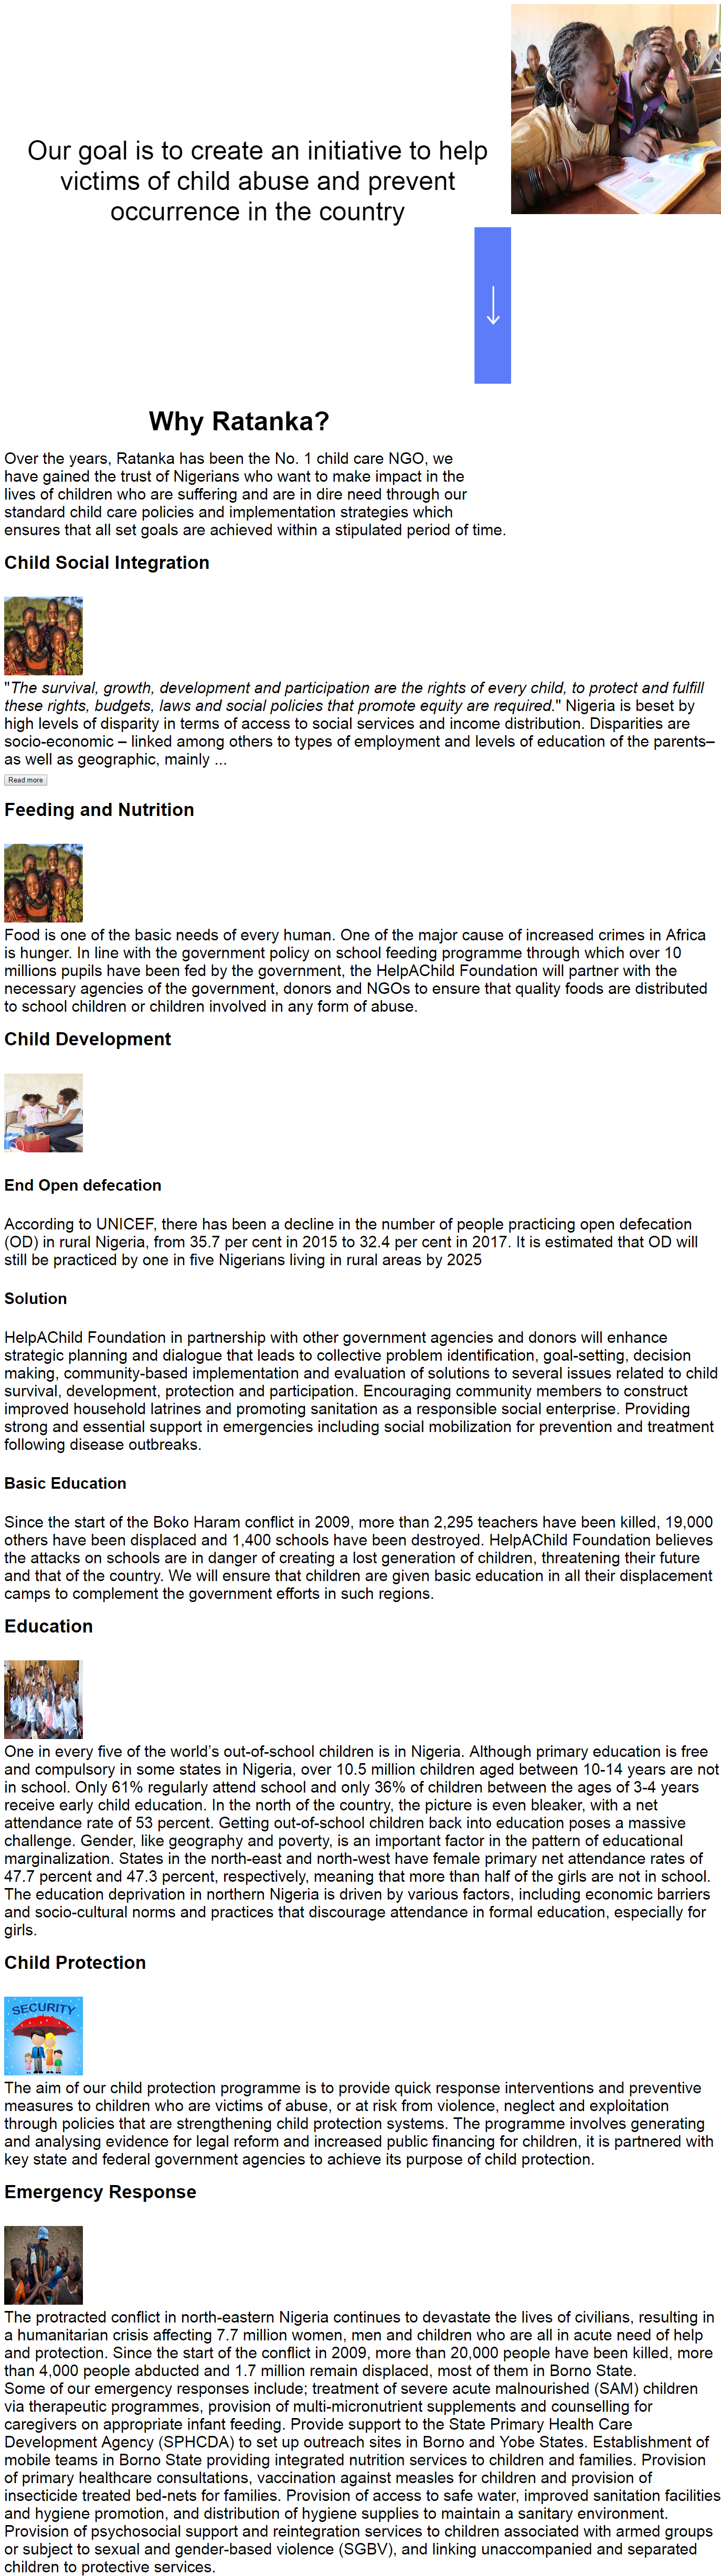 Our goal is to create an initiative to help
victims of child abuse and prevent
occurrence in the country
Why Ratanka?
Over the years, Ratanka has been the No. 1 child care NGO, we
have gained the trust of Nigerians who want to make impact in the
lives of children who are suffering and are in dire need through our
standard child care policies and implementation strategies which
ensures that all set goals are achieved within a stipulated period of time.
Child Social Integration
"The survival, growth, development and participation are the rights of every child, to protect and fulfill
these rights, budgets, laws and social policies that promote equity are required." Nigeria is beset by
high levels of disparity in terms of access to social services and income distribution. Disparities are
socio-economic – linked among others to types of employment and levels of education of the parents–
as well as geographic, mainly ...
Read more
Feeding and Nutrition
Food is one of the basic needs of every human. One of the major cause of increased crimes in Africa
is hunger. In line with the government policy on school feeding programme through which over 10
millions pupils have been fed by the government, the HelpAChild Foundation will partner with the
necessary agencies of the government, donors and NGOs to ensure that quality foods are distributed
to school children or children involved in any form of abuse.
Child Development
End Open defecation
According to UNICEF, there has been a decline in the number of people practicing open defecation
(OD) in rural Nigeria, from 35.7 per cent in 2015 to 32.4 per cent in 2017. It is estimated that OD will
still be practiced by one in five Nigerians living in rural areas by 2025
Solution
HelpAChild Foundation in partnership with other government agencies and donors will enhance
strategic planning and dialogue that leads to collective problem identification, goal-setting, decision
making, community-based implementation and evaluation of solutions to several issues related to child
survival, development, protection and participation. Encouraging community members to construct
improved household latrines and promoting sanitation as a responsible social enterprise. Providing
strong and essential support in emergencies including social mobilization for prevention and treatment
following disease outbreaks.
Basic Education
Since the start of the Boko Haram conflict in 2009, more than 2,295 teachers have been killed, 19,000
others have been displaced and 1,400 schools have been destroyed. HelpAChild Foundation believes
the attacks on schools are in danger of creating a lost generation of children, threatening their future
and that of the country. We will ensure that children are given basic education in all their displacement
camps to complement the government efforts in such regions.
Education
One in every five of the world’s out-of-school children is in Nigeria. Although primary education is free
and compulsory in some states in Nigeria, over 10.5 million children aged between 10-14 years are not
in school. Only 61% regularly attend school and only 36% of children between the ages of 3-4 years
receive early child education. In the north of the country, the picture is even bleaker, with a net
attendance rate of 53 percent. Getting out-of-school children back into education poses a massive
challenge. Gender, like geography and poverty, is an important factor in the pattern of educational
marginalization. States in the north-east and north-west have female primary net attendance rates of
47.7 percent and 47.3 percent, respectively, meaning that more than half of the girls are not in school.
The education deprivation in northern Nigeria is driven by various factors, including economic barriers
and socio-cultural norms and practices that discourage attendance in formal education, especially for
girls.
Child Protection
SECURITY
The aim of our child protection programme is to provide quick response interventions and preventive
measures to children who are victims of abuse, or at risk from violence, neglect and exploitation
through policies that are strengthening child protection systems. The programme involves generating
and analysing evidence for legal reform and increased public financing for children, it is partnered with
key state and federal government agencies to achieve its purpose of child protection.
Emergency Response
The protracted conflict in north-eastern Nigeria continues to devastate the lives of civilians, resulting in
a humanitarian crisis affecting 7.7 million women, men and children who are all in acute need of help
and protection. Since the start of the conflict in 2009, more than 20,000 people have been killed, more
than 4,000 people abducted and 1.7 million remain displaced, most of them in Borno State.
Some of our emergency responses include; treatment of severe acute malnourished (SAM) children
via therapeutic programmes, provision of multi-micronutrient supplements and counselling for
caregivers on appropriate infant feeding. Provide support to the State Primary Health Care
Development Agency (SPHCDA) to set up outreach sites in Borno and Yobe States. Establishment of
mobile teams in Borno State providing integrated nutrition services to children and families. Provision
of primary healthcare consultations, vaccination against measles for children and provision of
insecticide treated bed-nets for families. Provision of access to safe water, improved sanitation facilities
and hygiene promotion, and distribution of hygiene supplies to maintain a sanitary environment.
Provision of psychosocial support and reintegration services to children associated with armed groups
or subject to sexual and gender-based violence (SGBV), and linking unaccompanied and separated
children to protective services.